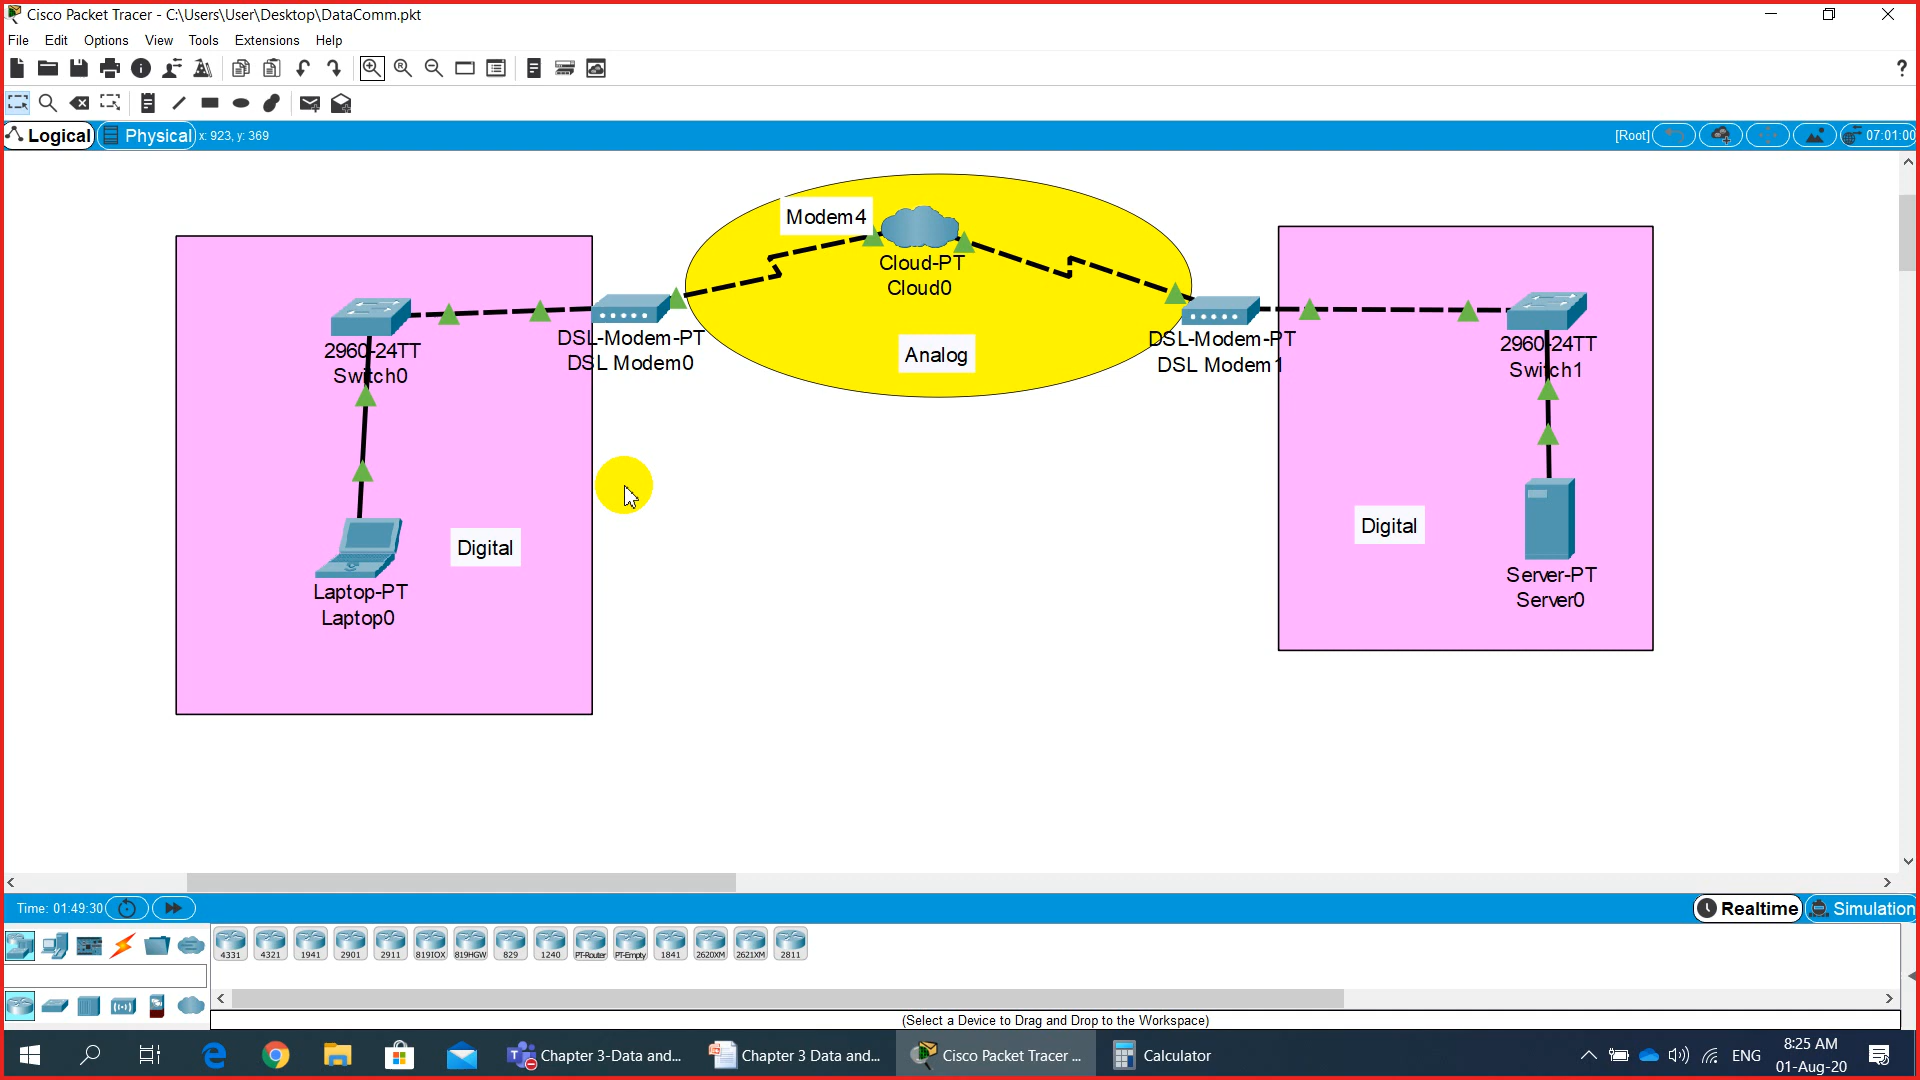 Cisco Packet Tracer - C:\Users\User\Desktop\DataComm.pkt
File Edit Options View Tools Extensions Help
?
Logical Physical x: 923, y: 369 [Root] 07:01:00
Modem4
Cloud-PT
Cloud0
DSL-Modem-PT
DSL Modem0
DSL-Modem-PT
DSL Modem1
2960-24TT
Switch0
2960-24TT
Switch1
Analog
Digital
Digital
Laptop-PT
Laptop0
Server-PT
Server0
Time: 01:49:30 Realtime Simulation
4331 4321 1941 2901 2911 819IOX 819HGW 829 1240 PT-Router PT-Empty 1841 2620XM 2621XM 2811
(Select a Device to Drag and Drop to the Workspace)
Chapter 3-Data and... Chapter 3 Data and... Cisco Packet Tracer ... Calculator ENG 8:25 AM
01-Aug-20